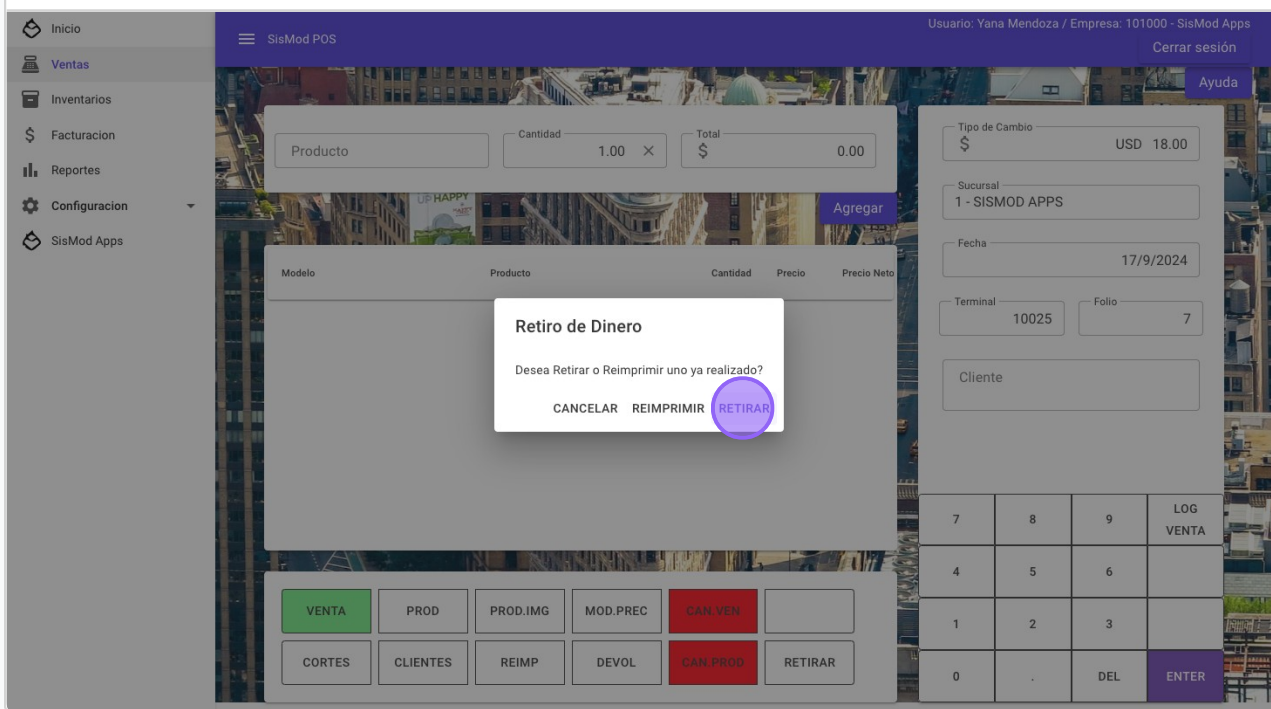 Inicio
Ventas
Inventarios
Facturacion
Reportes
Configuracion
SisMod Apps
SisMod POS
Usuario: Yana Mendoza / Empresa: 101000 - SisMod Apps
Cerrar sesión
Ayuda
Producto
Cantidad
1.00
Total
$ 0.00
UP HAPPY
Agregar
Modelo Producto Cantidad Precio Precio Neto
Retiro de Dinero
Desea Retirar o Reimprimir uno ya realizado?
CANCELAR REIMPRIMIR RETIRAR
VENTA PROD PROD.IMG MOD.PREC CAN.VEN
CORTES CLIENTES REIMP DEVOL CAN.PROD RETIRAR
Tipo de Cambio
$ USD 18.00
Sucursal
1 - SISMOD APPS
Fecha
17/9/2024
Terminal
10025
Folio
7
Cliente
7 8 9 LOG VENTA
4 5 6
1 2 3
0 . DEL ENTER